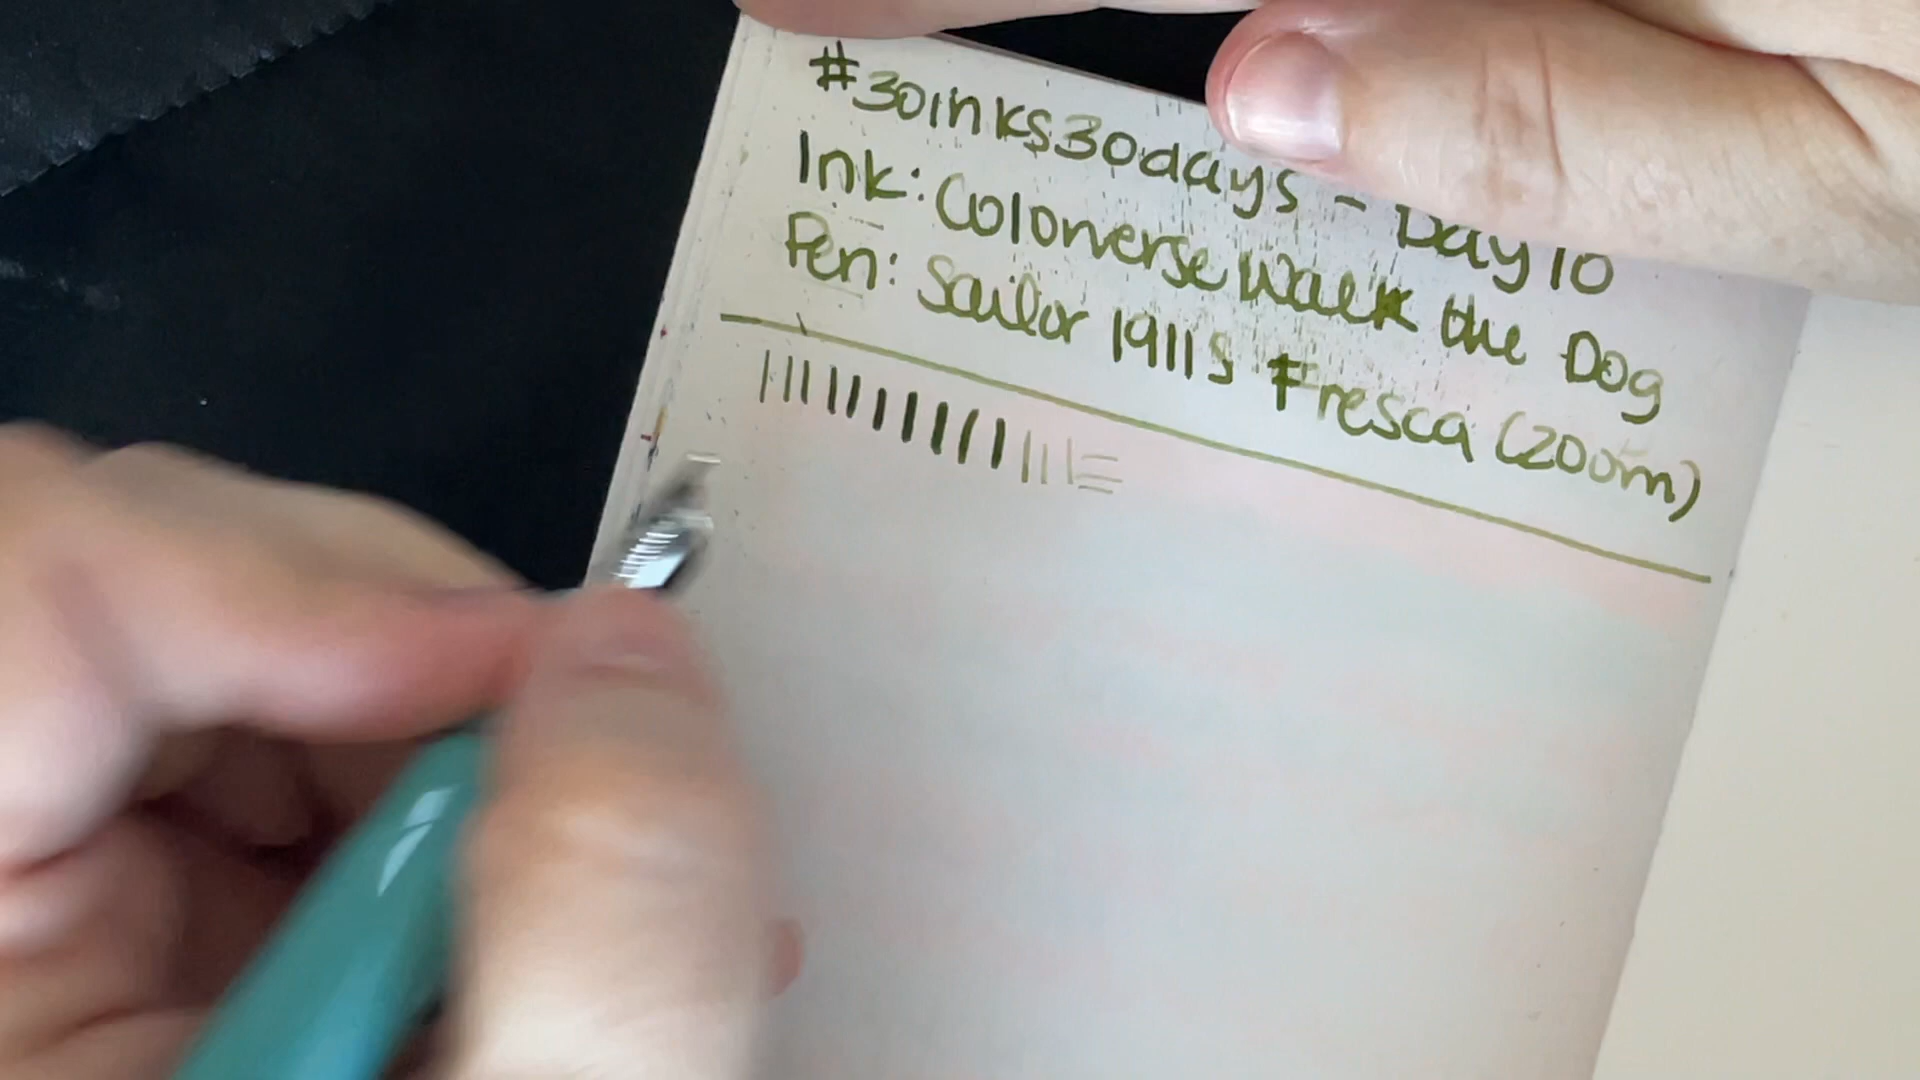 #30inks30days - Day 10
Ink: Colorverse Walk the Dog
Pen: Sailor 1911s Fresca (zoom)